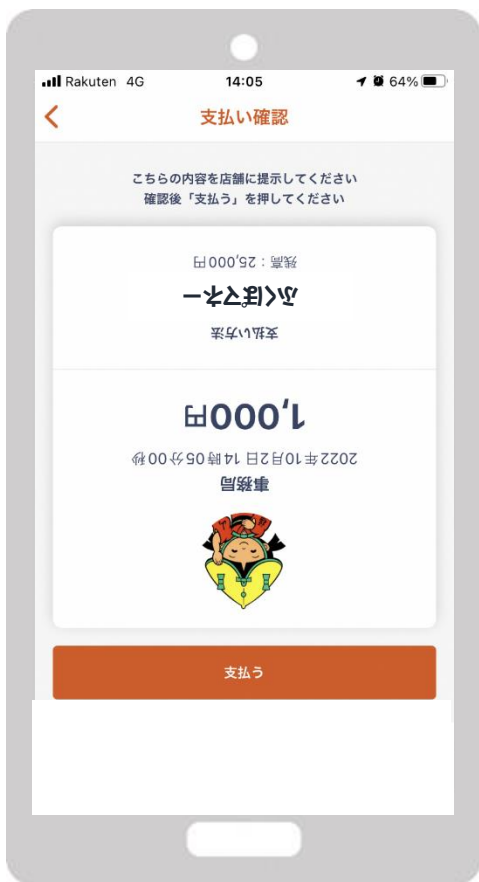 Rakuten 4G 14:05 64%
支払い確認
こちらの内容を店舗に提示してください
確認後「支払う」を押してください
事務局
2022年10月2日 14時05分00秒
1,000円
支払い方法
ふくぽマネー
残高：25,000円
支払う